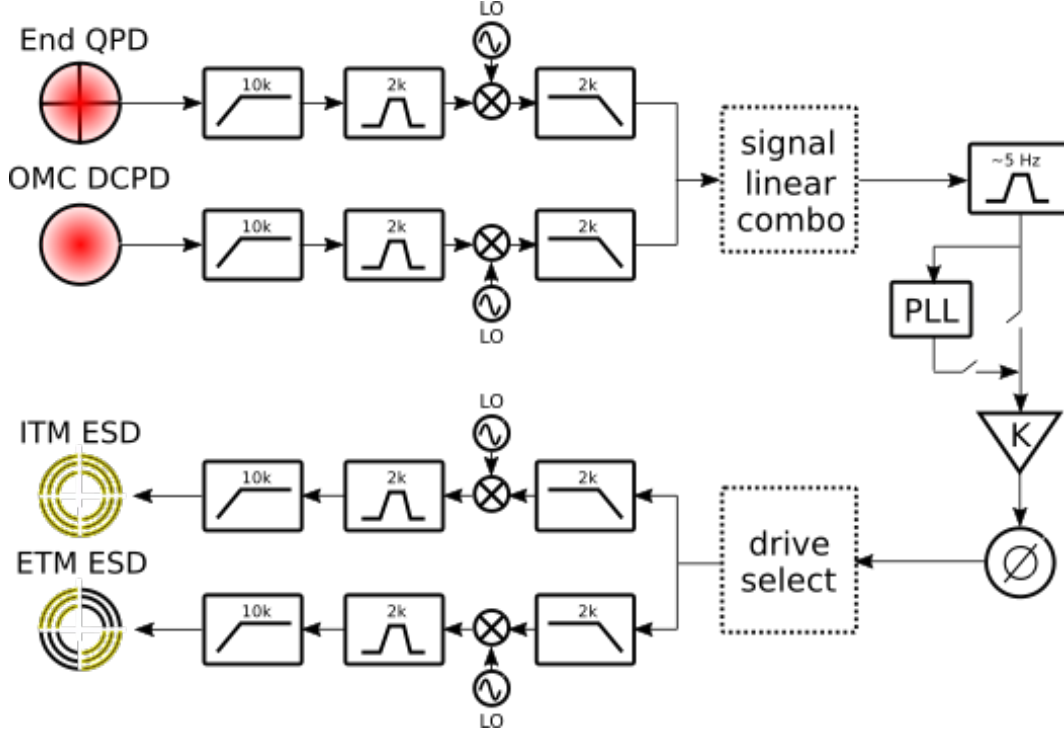 LO
End QPD
10k
2k
2k
OMC DCPD
10k
2k
2k
LO
signal
linear
combo
~5 Hz
PLL
K
LO
ITM ESD
10k
2k
2k
ETM ESD
10k
2k
2k
LO
drive
select
∅